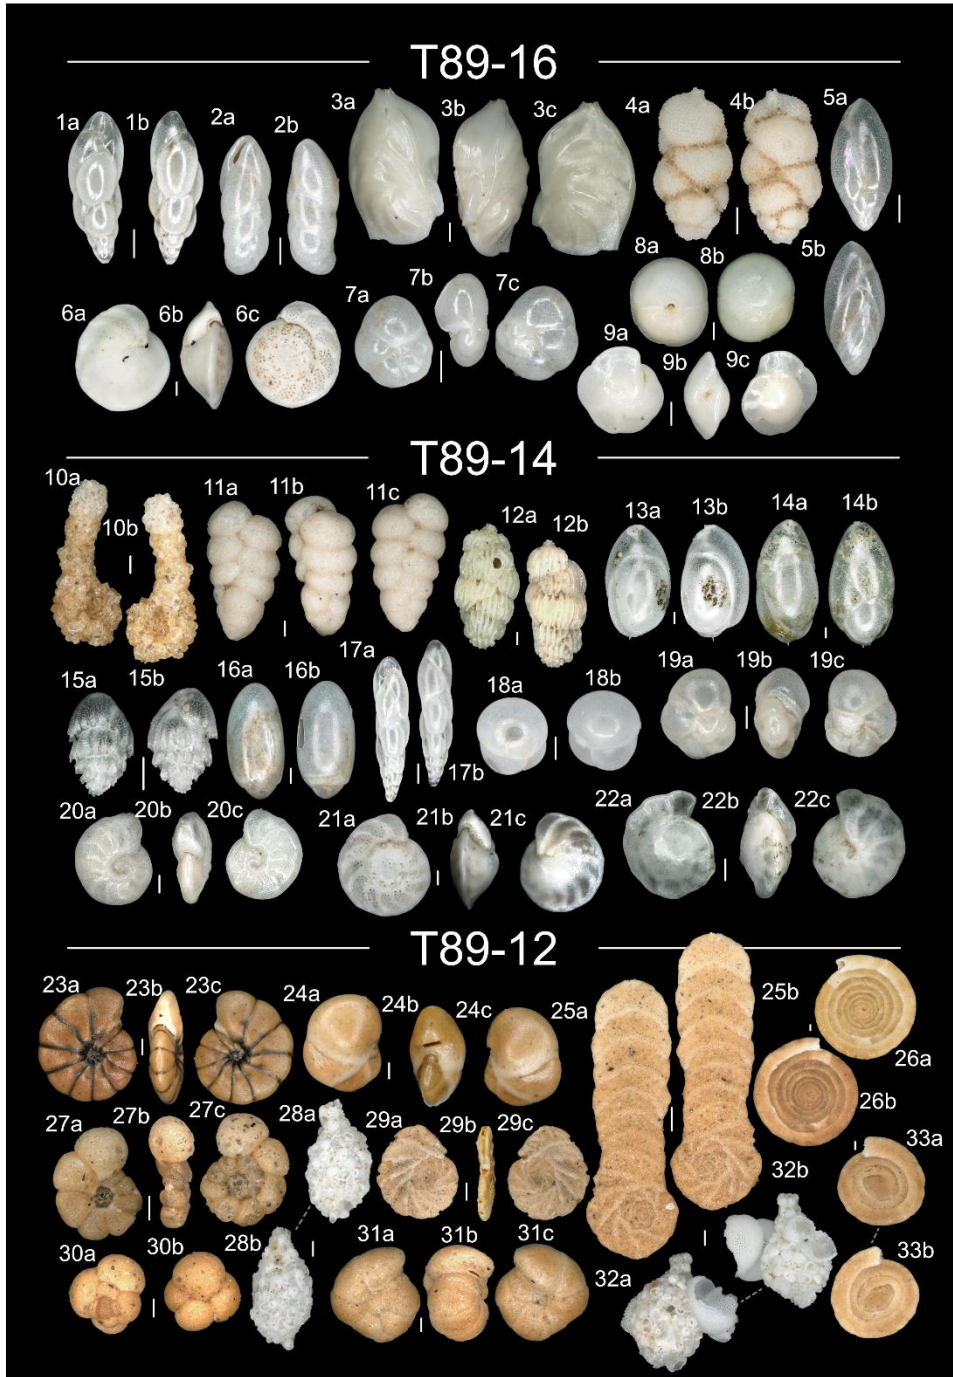 T89-16
1a 1b 2a 2b 3a 3b 3c 4a 4b 5a
8a 8b 5b
6a 6b 6c 7a 7b 7c
9a 9b 9c
T89-14
10a 10b 11a 11b 11c 12a 12b 13a 13b 14a 14b
15a 15b 16a 16b 17a 17b 18a 18b 19a 19b 19c
20a 20b 20c 21a 21b 21c 22a 22b 22c
T89-12
23a 23b 23c 24a 24b 24c 25a 25b 26a
26b
27a 27b 27c 28a 29a 29b 29c 32b 33a
30a 30b 28b 31a 31b 31c 32a 33b